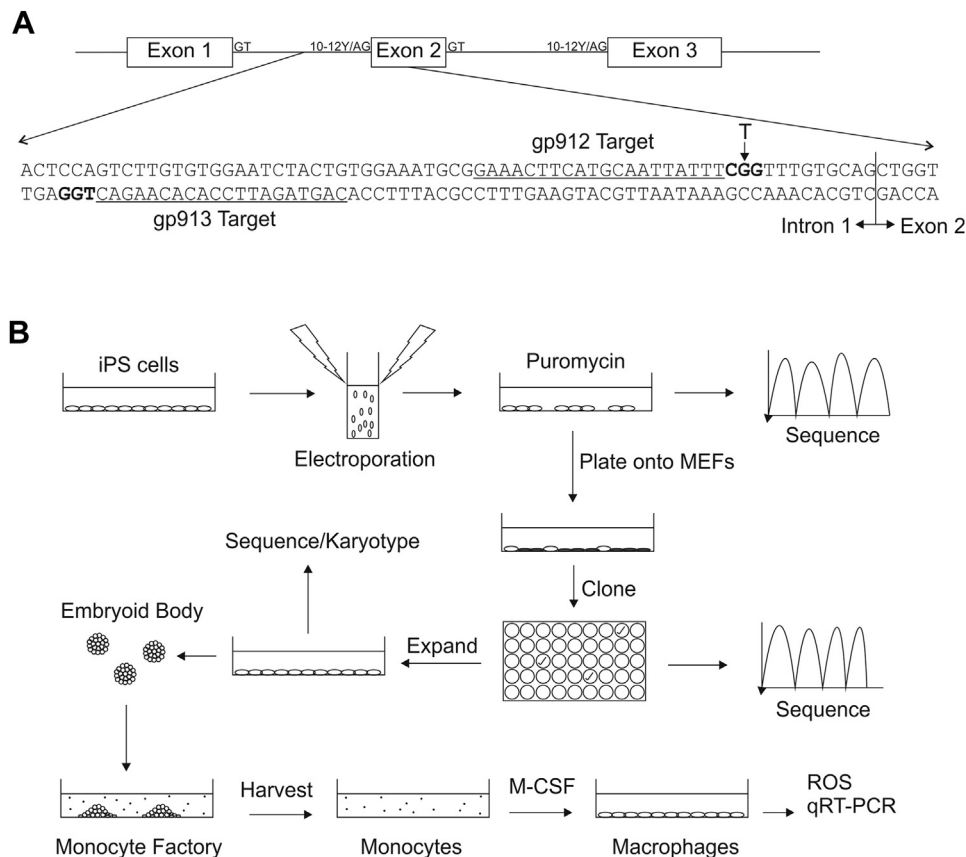 A
Exon 1 GT 10-12Y/AG Exon 2 GT 10-12Y/AG Exon 3
T
gp912 Target
ACTCCAGTCTTGTGTGGAATCTACTGTGGAAATGCGGAAACTTCATGCAATTATTTCGGTTTGTGCAGCTGGT
TGAGGTCAGAACACACCTTAGATGACACCTTTACGCCTTTGAAGTACGTTAATAAAGCCAAACACGTCGACCA
gp913 Target
Intron 1 Exon 2
B
iPS cells
Puromycin
Electroporation
Sequence
Plate onto MEFs
Sequence/Karyotype
Clone
Embryoid Body
Expand
✓
✓
✓
Sequence
Harvest
M-CSF
ROS
qRT-PCR
Monocyte Factory Monocytes Macrophages